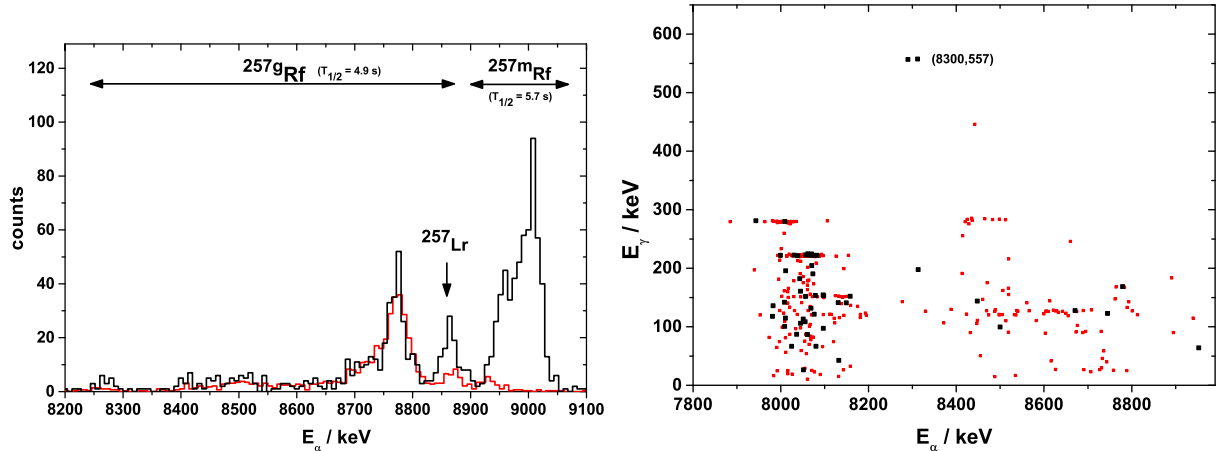 120
100
80
60
40
20
0
counts
257gRf (T1/2 = 4.9 s)
257mRf
(T1/2 = 5.7 s)
257Lr
8200 8300 8400 8500 8600 8700 8800 8900 9000 9100
Eα / keV
600
500
400
300
200
100
0
Eγ / keV
(8300,557)
7800 8000 8200 8400 8600 8800
Eα / keV